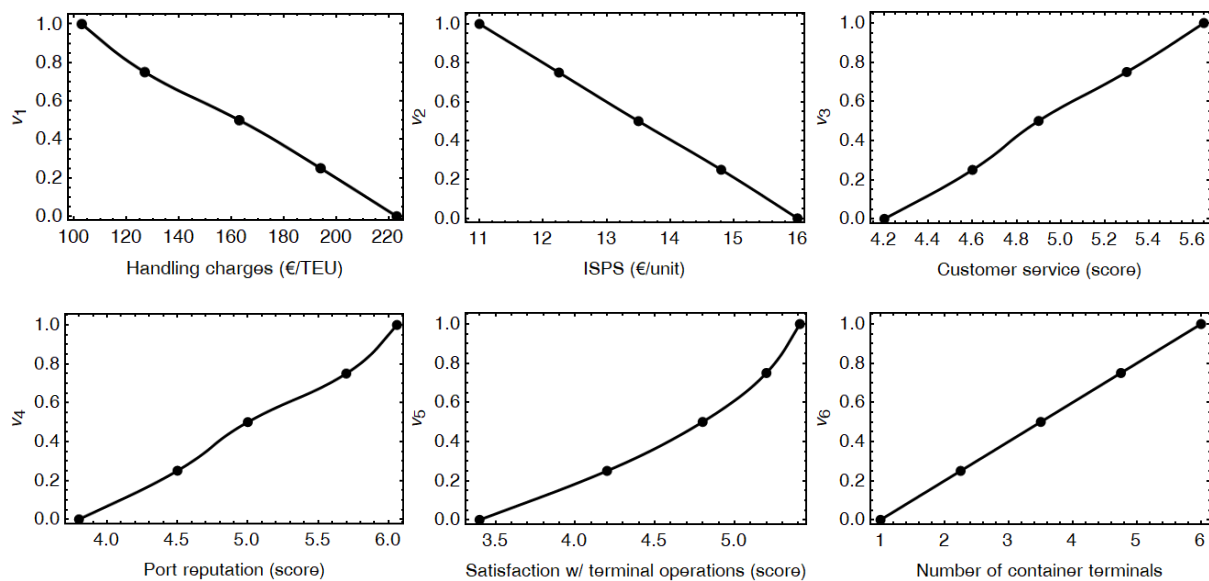 v1
1.0
0.8
0.6
0.4
0.2
0.0
100 120 140 160 180 200 220
Handling charges (€/TEU)
v2
1.0
0.8
0.6
0.4
0.2
0.0
11 12 13 14 15 16
ISPS (€/unit)
v3
1.0
0.8
0.6
0.4
0.2
0.0
4.2 4.4 4.6 4.8 5.0 5.2 5.4 5.6
Customer service (score)
v4
1.0
0.8
0.6
0.4
0.2
0.0
4.0 4.5 5.0 5.5 6.0
Port reputation (score)
v5
1.0
0.8
0.6
0.4
0.2
0.0
3.5 4.0 4.5 5.0
Satisfaction w/ terminal operations (score)
v6
1.0
0.8
0.6
0.4
0.2
0.0
1 2 3 4 5 6
Number of container terminals